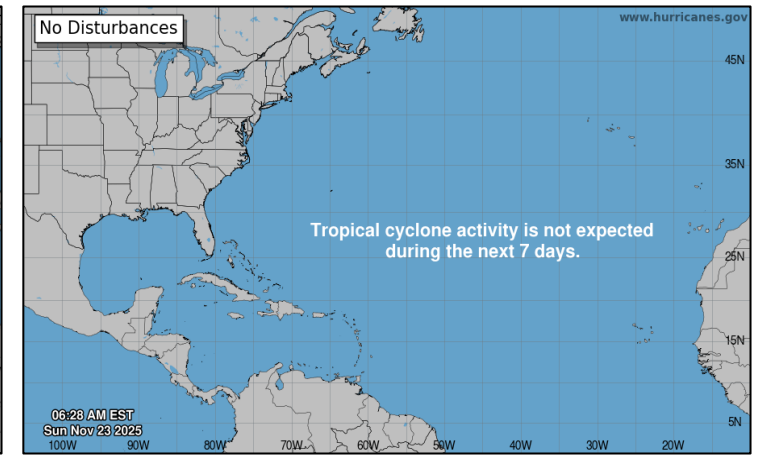 No Disturbances
www.hurricanes.gov
45N
35N
Tropical cyclone activity is not expected
during the next 7 days.
25N
15N
06:28 AM EST
Sun Nov 23 2025
5N
100W 90W 80W 70W 60W 50W 40W 30W 20W